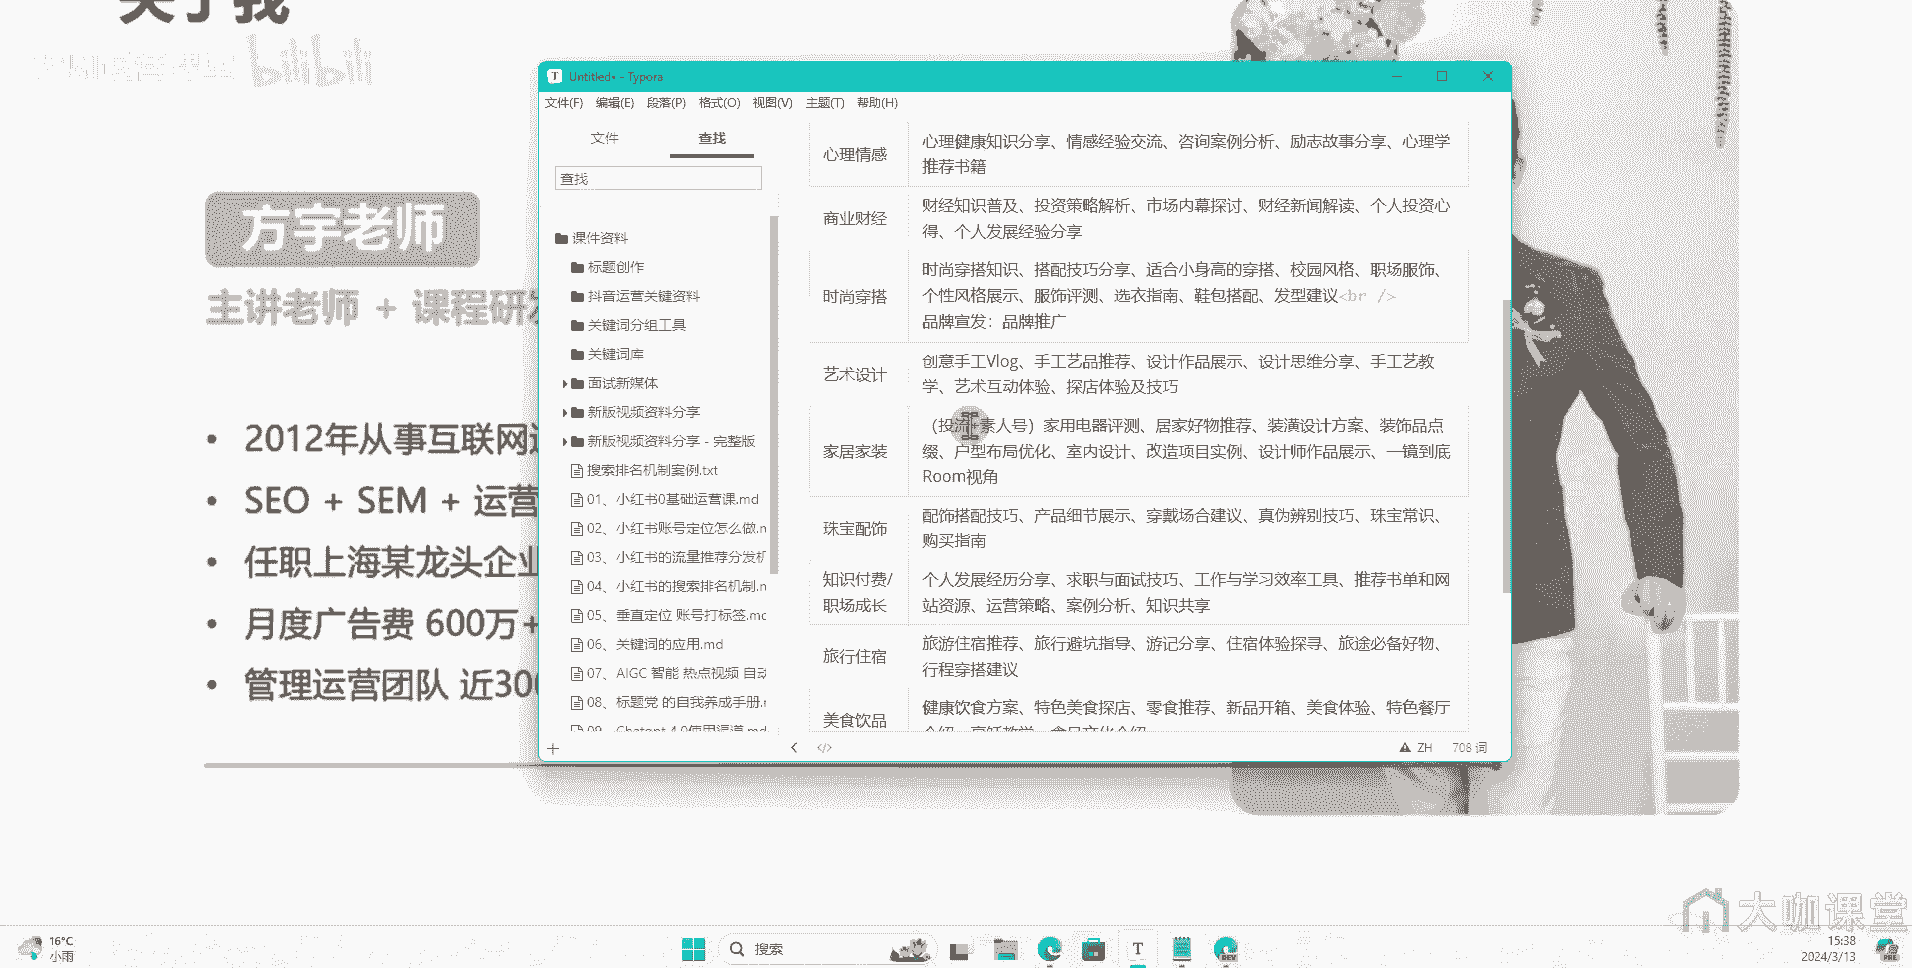 关于我
bilibili
方宇老师
主讲老师 + 课程研发
2012年从事互联网
SEO + SEM + 运营
任职上海某龙头企业
月度广告费 600万+
管理运营团队 近300
Untitled• - Typora
文件(F) 编辑(E) 段落(P) 格式(O) 视图(V) 主题(T) 帮助(H)
文件 查找
查找
课件资料
标题创作
抖音运营关键资料
关键词分组工具
关键词库
面试新媒体
新版视频资料分享
新版视频资料分享 - 完整版
搜索排名机制案例.txt
01、小红书0基础运营课.md
02、小红书账号定位怎么做.m
03、小红书的流量推荐分发机
04、小红书的搜索排名机制.m
05、垂直定位 账号打标签.md
06、关键词的应用.md
07、AIGC 智能 热点视频 自动
08、标题党 的自我养成手册.m
09、Chatgpt 4.0使用渠道.md
心理情感
心理健康知识分享、情感经验交流、咨询案例分析、励志故事分享、心理学
推荐书籍
商业财经
财经知识普及、投资策略解析、市场内幕探讨、财经新闻解读、个人投资心
得、个人发展经验分享
时尚穿搭
时尚穿搭知识、搭配技巧分享、适合小身高的穿搭、校园风格、职场服饰、
个性风格展示、服饰评测、选衣指南、鞋包搭配、发型建议<br />
品牌宣发：品牌推广
艺术设计
创意手工Vlog、手工艺品推荐、设计作品展示、设计思维分享、手工艺教
学、艺术互动体验、探店体验及技巧
家居家装
（投流+素人号）家用电器评测、居家好物推荐、装潢设计方案、装饰品点
缀、户型布局优化、室内设计、改造项目实例、设计师作品展示、一镜到底
Room视角
珠宝配饰
配饰搭配技巧、产品细节展示、穿戴场合建议、真伪辨别技巧、珠宝常识、
购买指南
知识付费/
职场成长
个人发展经历分享、求职与面试技巧、工作与学习效率工具、推荐书单和网
站资源、运营策略、案例分析、知识共享
旅行住宿
旅游住宿推荐、旅行避坑指导、游记分享、住宿体验探寻、旅途必备好物、
行程穿搭建议
美食饮品
健康饮食方案、特色美食探店、零食推荐、新品开箱、美食体验、特色餐厅
介绍、烹饪教学、食品文化介绍
ZH 708 词
大咖课堂
16°C
小雨
搜索
DEV
15:38
2024/3/13
PRE